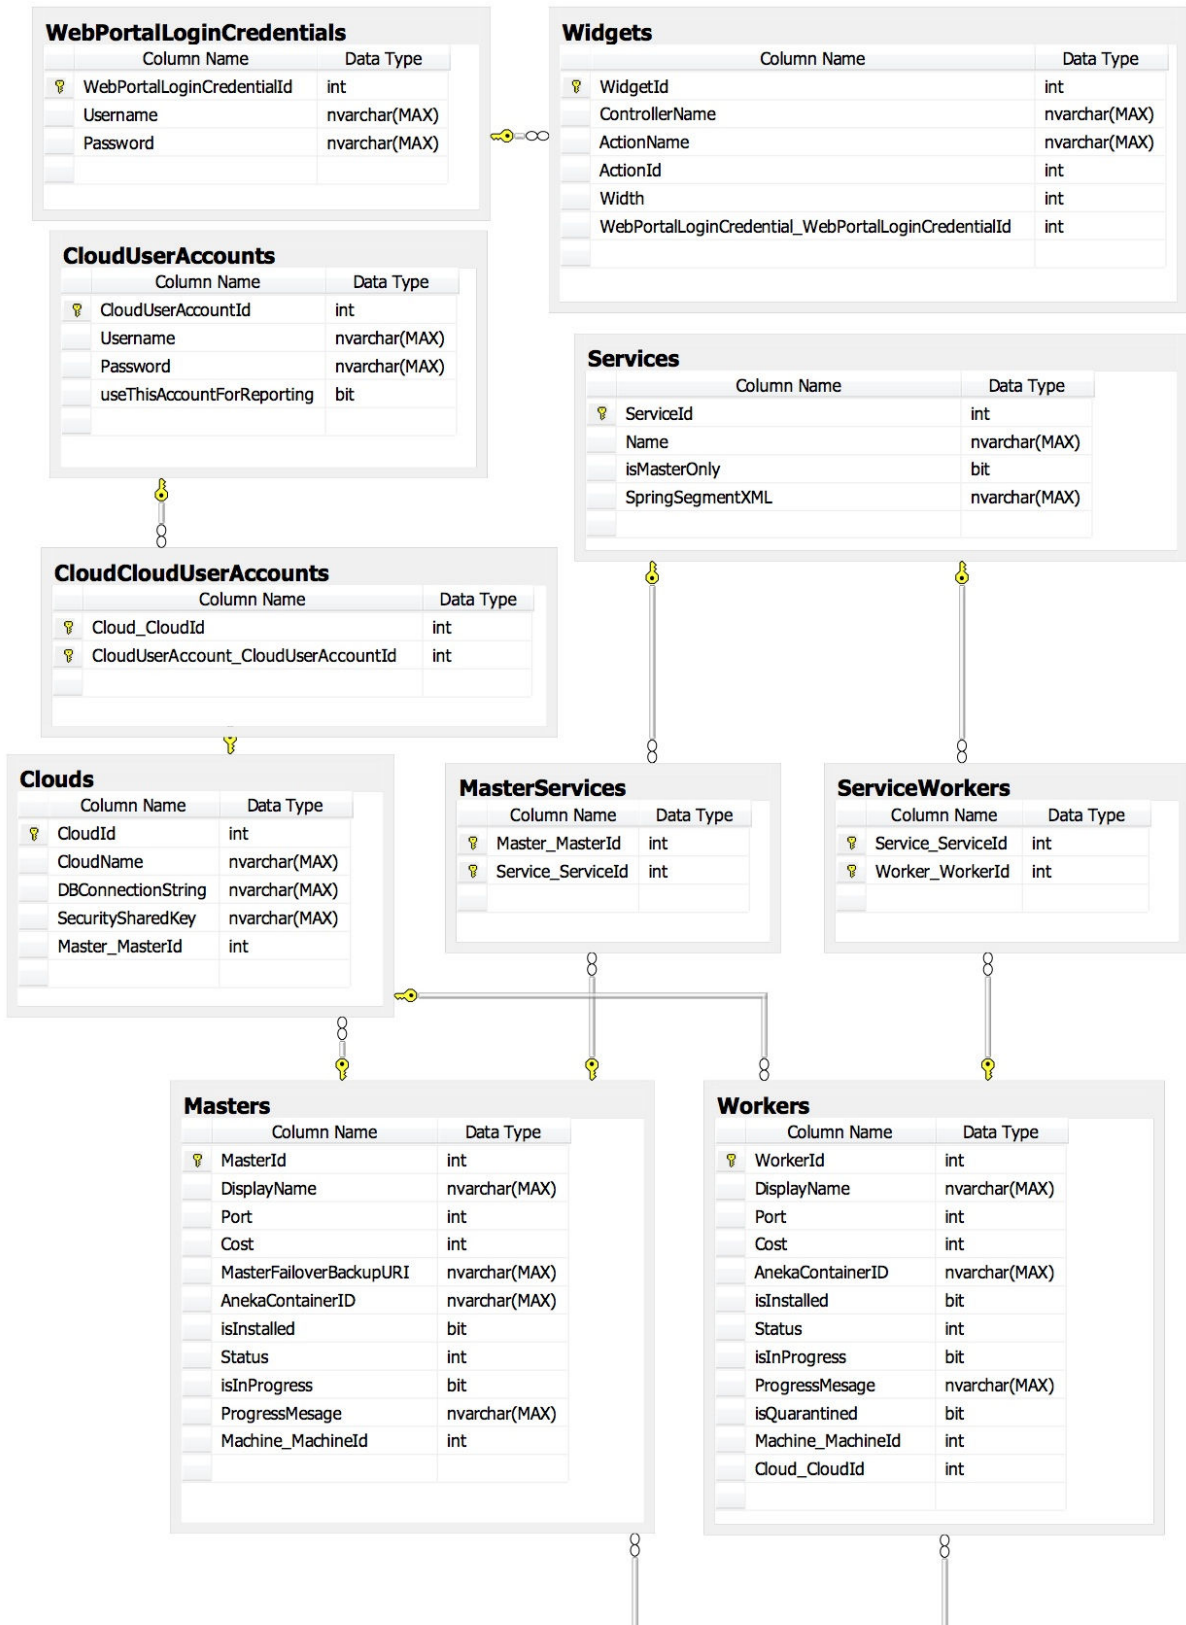 WebPortalLoginCredentials
Column Name Data Type
WebPortalLoginCredentialId int
Username nvarchar(MAX)
Password nvarchar(MAX)
Widgets
Column Name Data Type
WidgetId int
ControllerName nvarchar(MAX)
ActionName nvarchar(MAX)
ActionId int
Width int
WebPortalLoginCredential_WebPortalLoginCredentialId int
CloudUserAccounts
Column Name Data Type
CloudUserAccountId int
Username nvarchar(MAX)
Password nvarchar(MAX)
useThisAccountForReporting bit
Services
Column Name Data Type
ServiceId int
Name nvarchar(MAX)
isMasterOnly bit
SpringSegmentXML nvarchar(MAX)
CloudCloudUserAccounts
Column Name Data Type
Cloud_CloudId int
CloudUserAccount_CloudUserAccountId int
Clouds
Column Name Data Type
CloudId int
CloudName nvarchar(MAX)
DBConnectionString nvarchar(MAX)
SecuritySharedKey nvarchar(MAX)
Master_MasterId int
MasterServices
Column Name Data Type
Master_MasterId int
Service_ServiceId int
ServiceWorkers
Column Name Data Type
Service_ServiceId int
Worker_WorkerId int
Masters
Column Name Data Type
MasterId int
DisplayName nvarchar(MAX)
Port int
Cost int
MasterFailoverBackupURI nvarchar(MAX)
AnekaContainerID nvarchar(MAX)
isInstalled bit
Status int
isInProgress bit
ProgressMesage nvarchar(MAX)
Machine_MachineId int
Workers
Column Name Data Type
WorkerId int
DisplayName nvarchar(MAX)
Port int
Cost int
AnekaContainerID nvarchar(MAX)
isInstalled bit
Status int
isInProgress bit
ProgressMesage nvarchar(MAX)
isQuarantined bit
Machine_MachineId int
Cloud_CloudId int